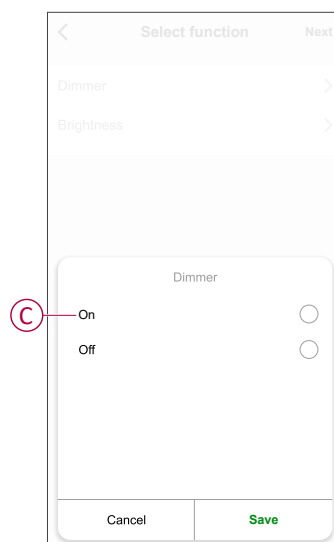 Select function Next
Dimmer
Brightness
Dimmer
C On
Off
Cancel Save